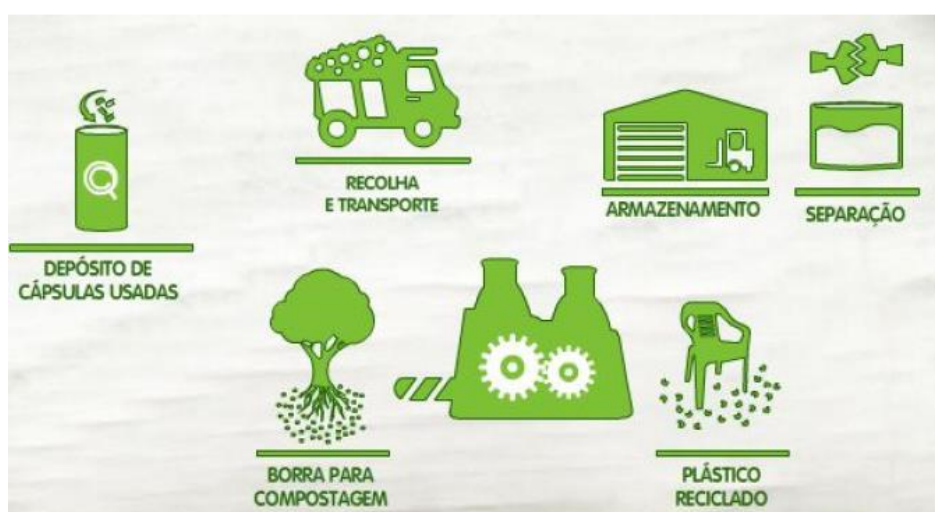 DEPÓSITO DE
CÁPSULAS USADAS
RECOLHA
E TRANSPORTE
ARMAZENAMENTO
SEPARAÇÃO
BORRA PARA
COMPOSTAGEM
PLÁSTICO
RECICLADO